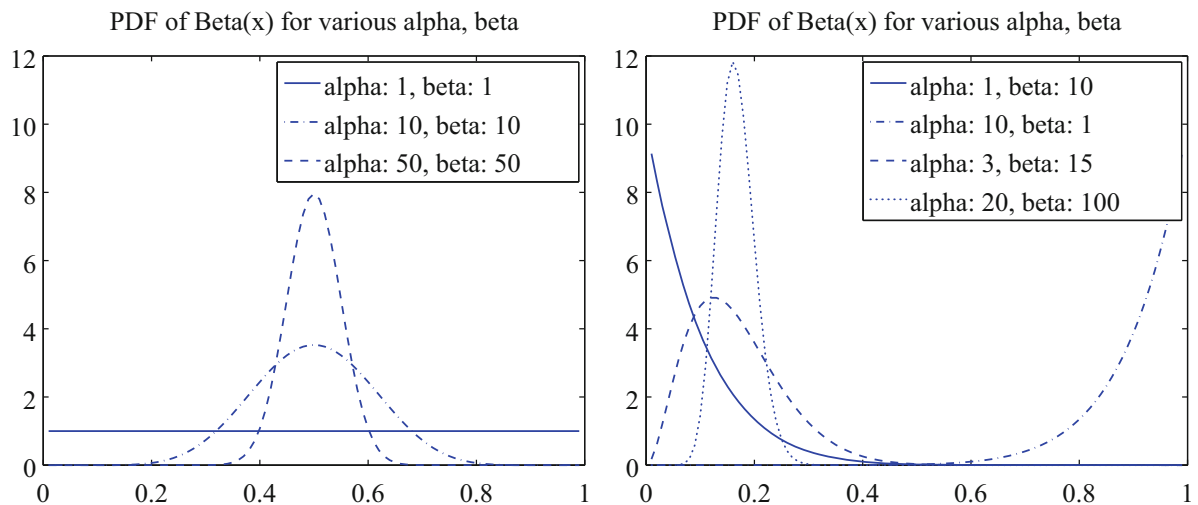 PDF of Beta(x) for various alpha, beta
12
10
8
6
4
2
0
0 0.2 0.4 0.6 0.8 1
alpha: 1, beta: 1
alpha: 10, beta: 10
alpha: 50, beta: 50
PDF of Beta(x) for various alpha, beta
12
10
8
6
4
2
0
0 0.2 0.4 0.6 0.8 1
alpha: 1, beta: 10
alpha: 10, beta: 1
alpha: 3, beta: 15
alpha: 20, beta: 100